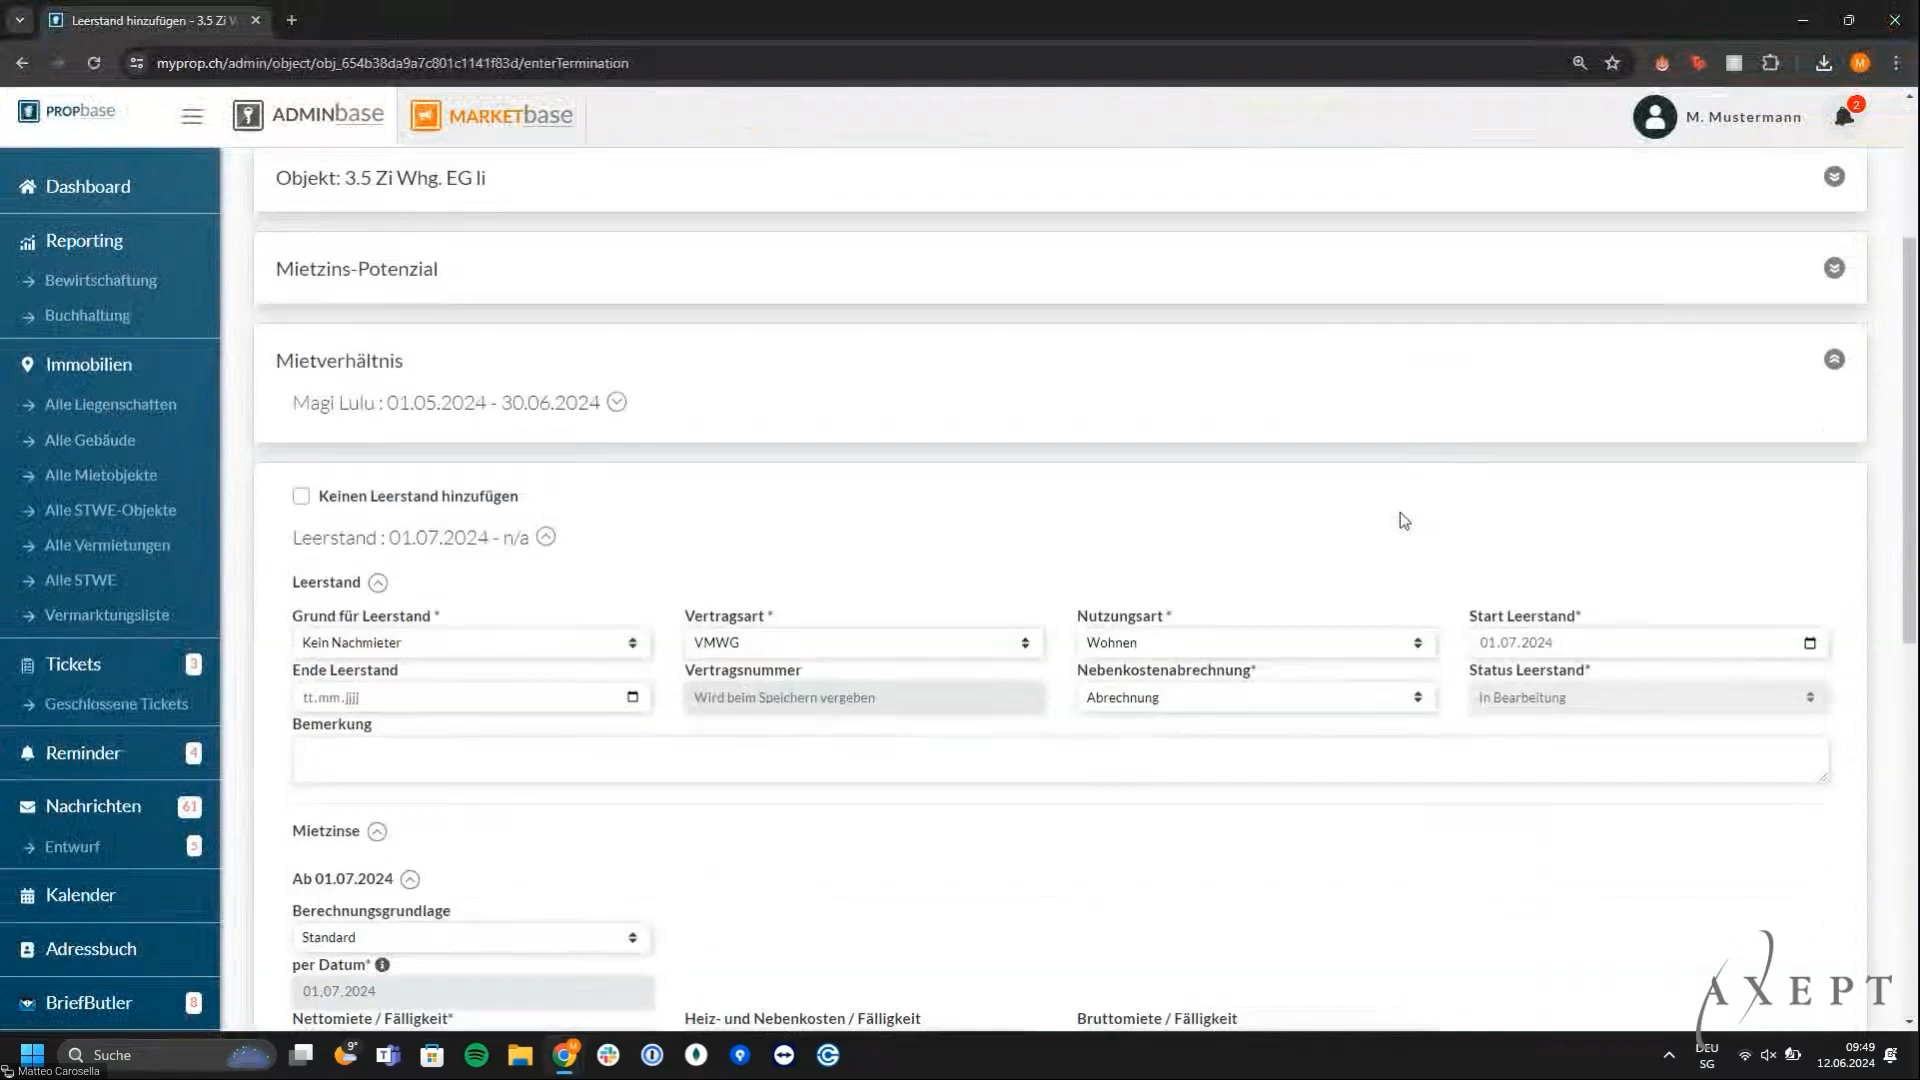 Leerstand hinzufügen - 3.5 Zi W
myprop.ch/admin/object/obj_654b38da9a7c801c1141f83d/enterTermination
M
PROPbase
ADMINbase
MARKETbase
M. Mustermann
2
Dashboard
Reporting
Bewirtschaftung
Buchhaltung
Immobilien
Alle Liegenschaften
Alle Gebäude
Alle Mietobjekte
Alle STWE-Objekte
Alle Vermietungen
Alle STWE
Vermarktungsliste
Tickets 3
Geschlossene Tickets
Reminder 4
Nachrichten 61
Entwurf 5
Kalender
Adressbuch
BriefButler 8
Objekt: 3.5 Zi Whg. EG li
Mietzins-Potenzial
Mietverhältnis
Magi Lulu : 01.05.2024 - 30.06.2024
Keinen Leerstand hinzufügen
Leerstand : 01.07.2024 - n/a
Leerstand
Grund für Leerstand * Vertragsart * Nutzungsart * Start Leerstand*
Kein Nachmieter VMWG Wohnen 01.07.2024
Ende Leerstand Vertragsnummer Nebenkostenabrechnung* Status Leerstand*
tt.mm.jjjj Wird beim Speichern vergeben Abrechnung In Bearbeitung
Bemerkung
Mietzinse
Ab 01.07.2024
Berechnungsgrundlage
Standard
per Datum*
01.07.2024
Nettomiete / Fälligkeit* Heiz- und Nebenkosten / Fälligkeit Bruttomiete / Fälligkeit
AXEPT
Suche
9°
M
DEU
SG
09:49
12.06.2024
Matteo Carosella